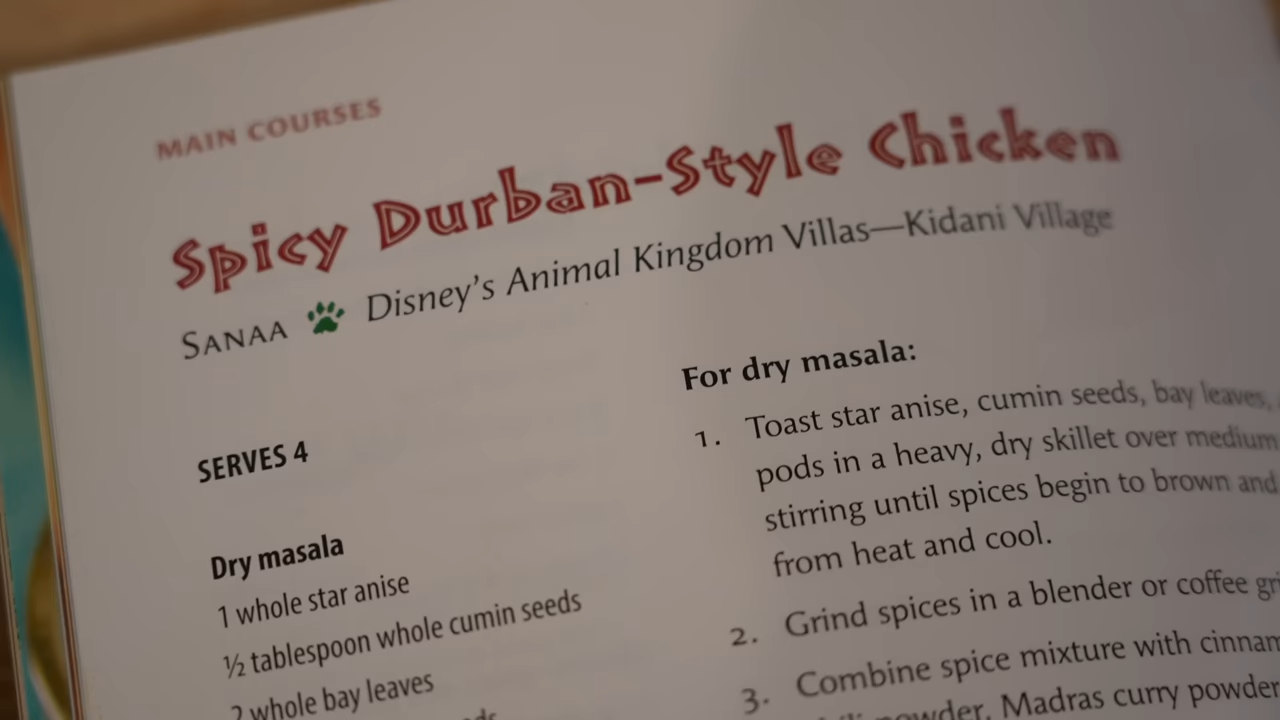 MAIN COURSES
Spicy Durban-Style Chicken
SANAA Disney's Animal Kingdom Villas—Kidani Village
SERVES 4
Dry masala
1 whole star anise
½ tablespoon whole cumin seeds
2 whole bay leaves
For dry masala:
1. Toast star anise, cumin seeds, bay leaves,
pods in a heavy, dry skillet over medium
stirring until spices begin to brown and
from heat and cool.
2. Grind spices in a blender or coffee
3. Combine spice mixture with
powder, Madras curry powder